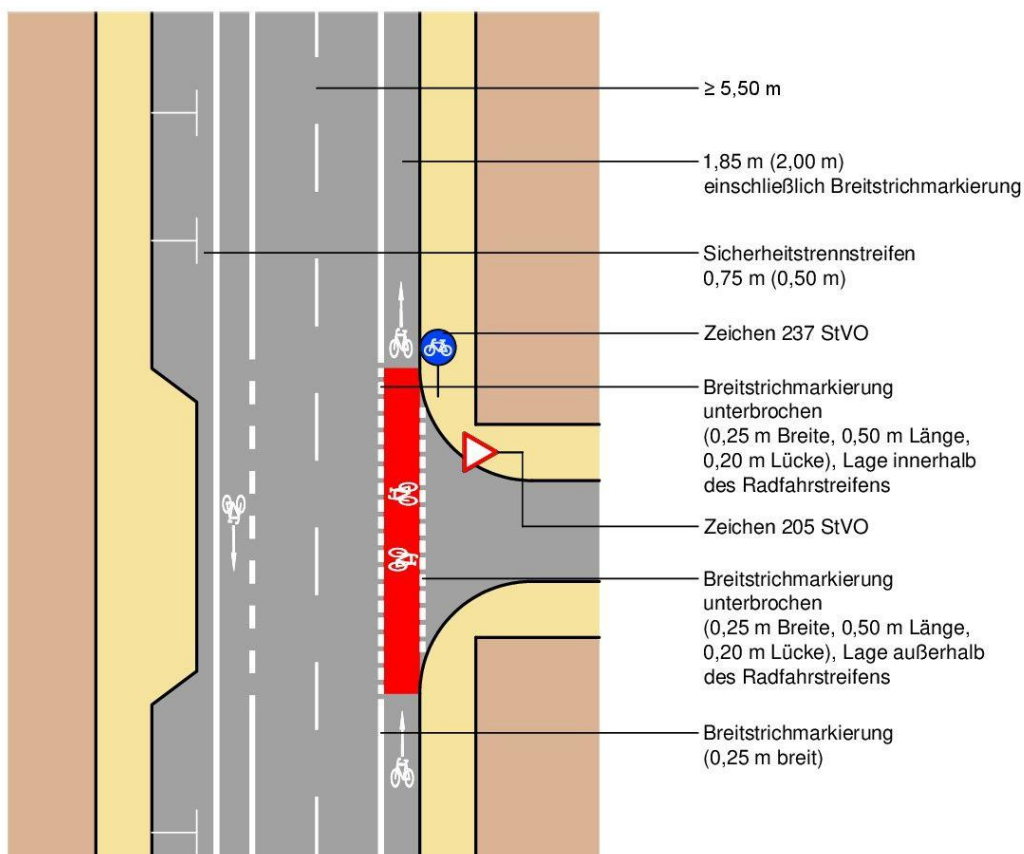 ≥ 5,50 m
1,85 m (2,00 m)
einschließlich Breitstrichmarkierung
Sicherheitstrennstreifen
0,75 m (0,50 m)
Zeichen 237 StVO
Breitstrichmarkierung
unterbrochen
(0,25 m Breite, 0,50 m Länge,
0,20 m Lücke), Lage innerhalb
des Radfahrstreifens
Zeichen 205 StVO
Breitstrichmarkierung
unterbrochen
(0,25 m Breite, 0,50 m Länge,
0,20 m Lücke), Lage außerhalb
des Radfahrstreifens
Breitstrichmarkierung
(0,25 m breit)